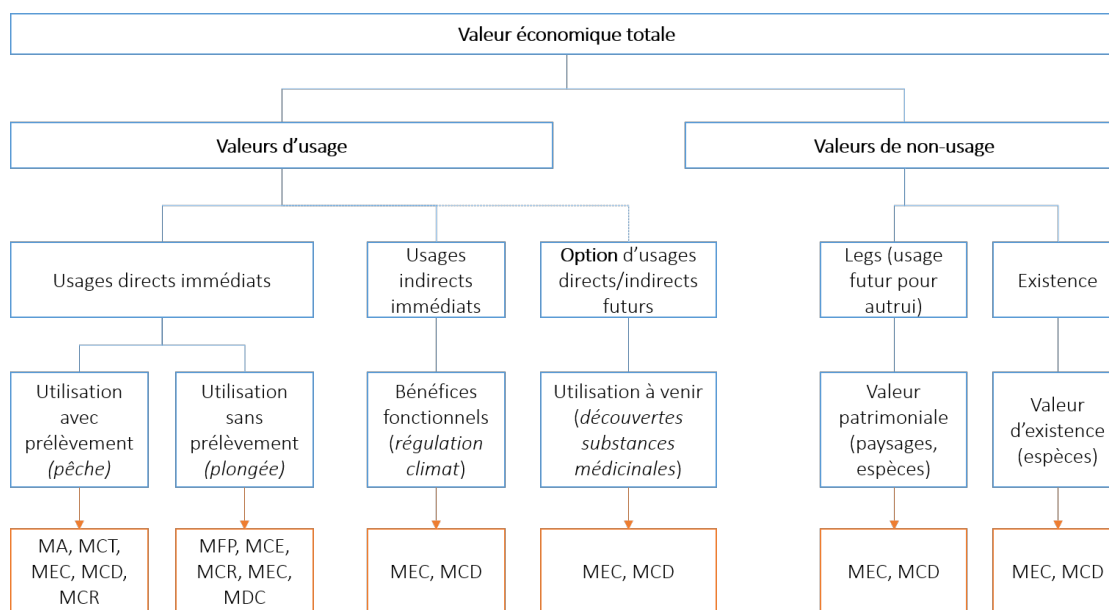 Valeur économique totale
Valeurs d'usage
Valeurs de non-usage
Usages directs immédiats
Usages
indirects
immédiats
Option d'usages
directs/indirects
futurs
Legs (usage
futur pour
autrui)
Existence
Utilisation
avec
prélèvement
(pêche)
Utilisation
sans
prélèvement
(plongée)
Bénéfices
fonctionnels
(régulation
climat)
Utilisation à venir
(découvertes
substances
médicinales)
Valeur
patrimoniale
(paysages,
espèces)
Valeur
d'existence
(espèces)
MA, MCT,
MEC, MCD,
MCR
MFP, MCE,
MCR, MEC,
MDC
MEC, MCD
MEC, MCD
MEC, MCD
MEC, MCD